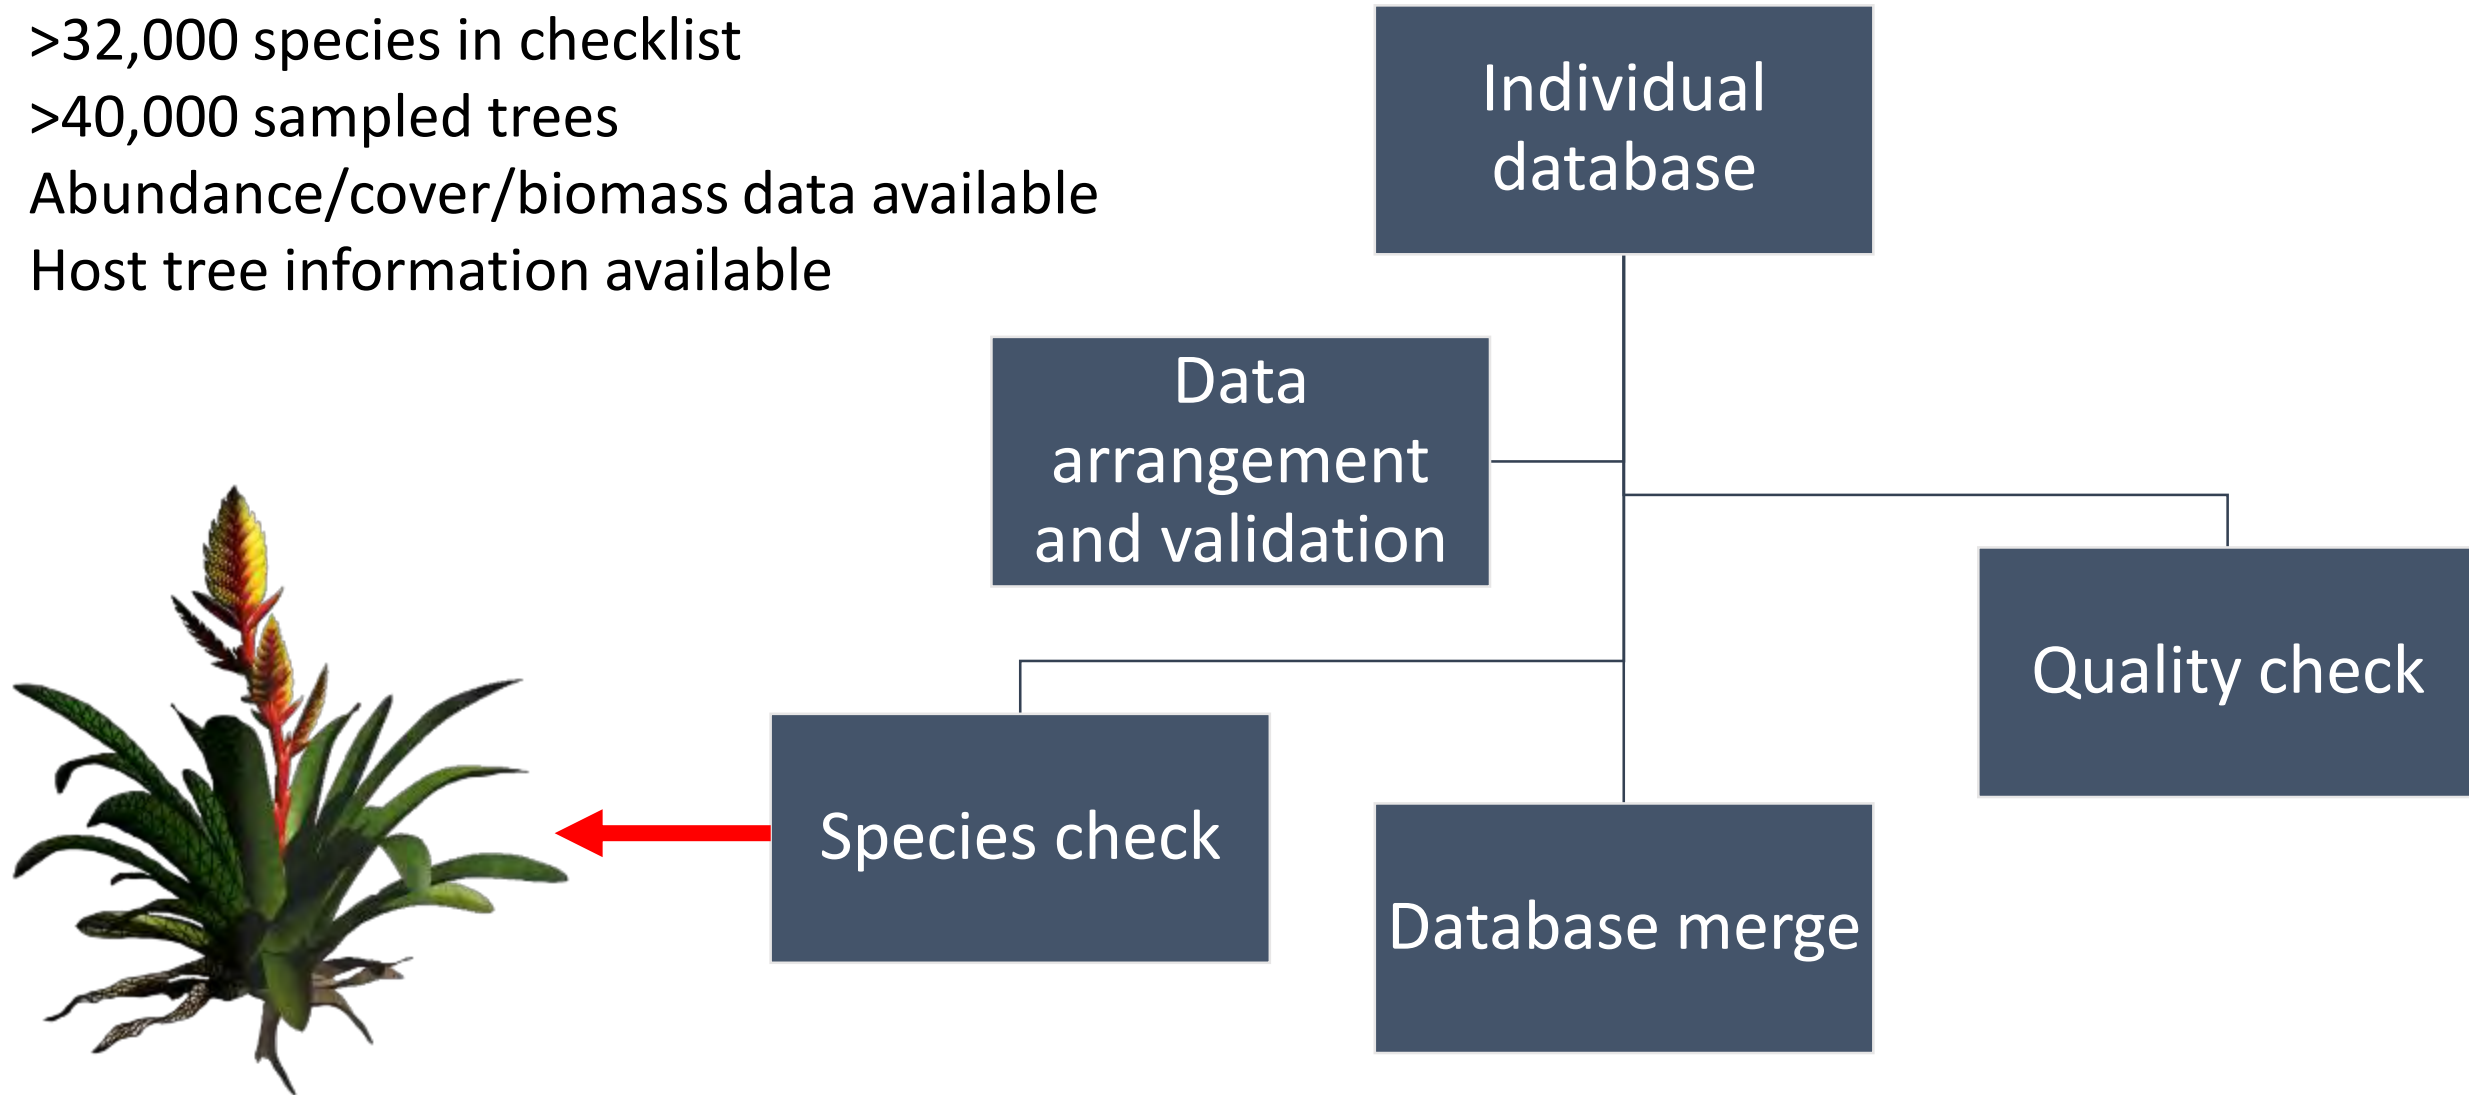 >32,000 species in checklist
>40,000 sampled trees
Abundance/cover/biomass data available
Host tree information available
Individual
database
Data
arrangement
and validation
Quality check
Species check
Database merge